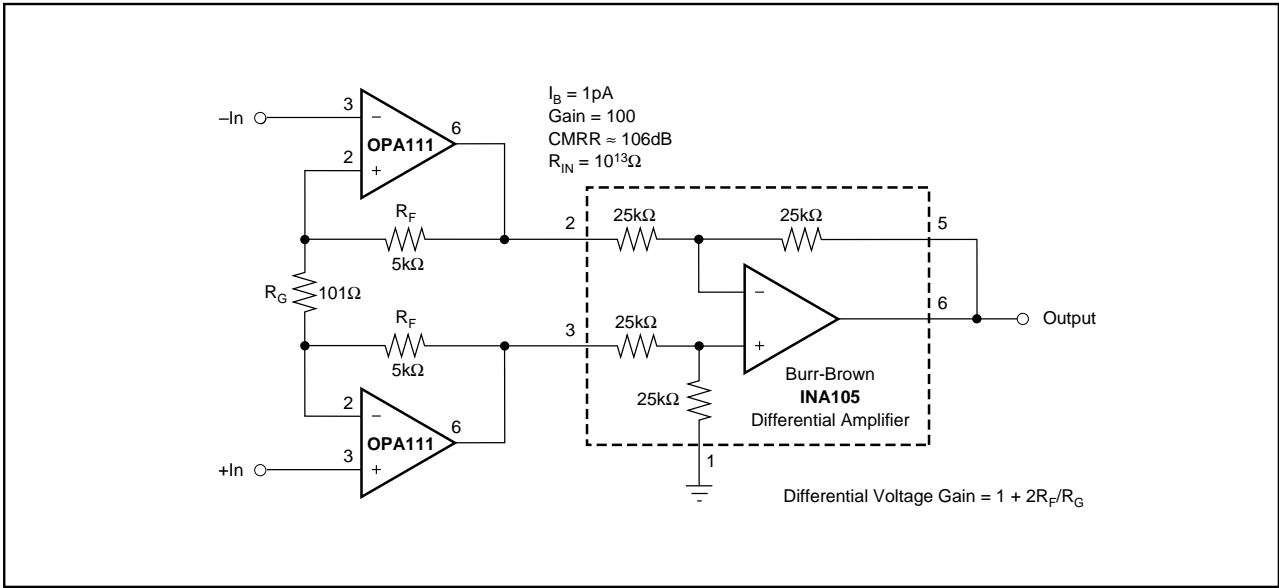 I_B = 1pA
Gain = 100
CMRR ≈ 106dB
R_IN = 10¹³Ω
–In
3
–
OPA111
6
2
+
R_F
5kΩ
R_G
101Ω
R_F
5kΩ
2
–
OPA111
6
+In
3
+
2
25kΩ
25kΩ
5
–
6
Output
3
25kΩ
+
25kΩ
Burr-Brown
INA105
Differential Amplifier
1
Differential Voltage Gain = 1 + 2R_F/R_G